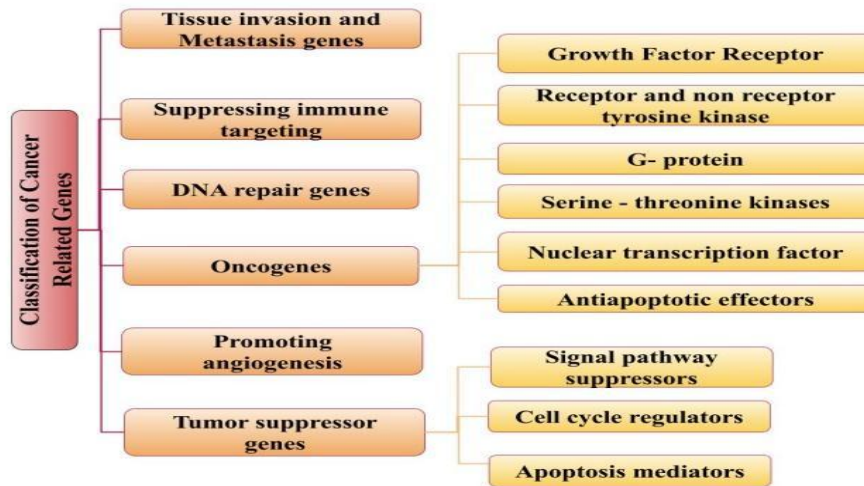 Classification of Cancer
Related Genes
Tissue invasion and
Metastasis genes
Suppressing immune
targeting
DNA repair genes
Oncogenes
Promoting
angiogenesis
Tumor suppressor
genes
Growth Factor Receptor
Receptor and non receptor
tyrosine kinase
G- protein
Serine - threonine kinases
Nuclear transcription factor
Antiapoptotic effectors
Signal pathway
suppressors
Cell cycle regulators
Apoptosis mediators